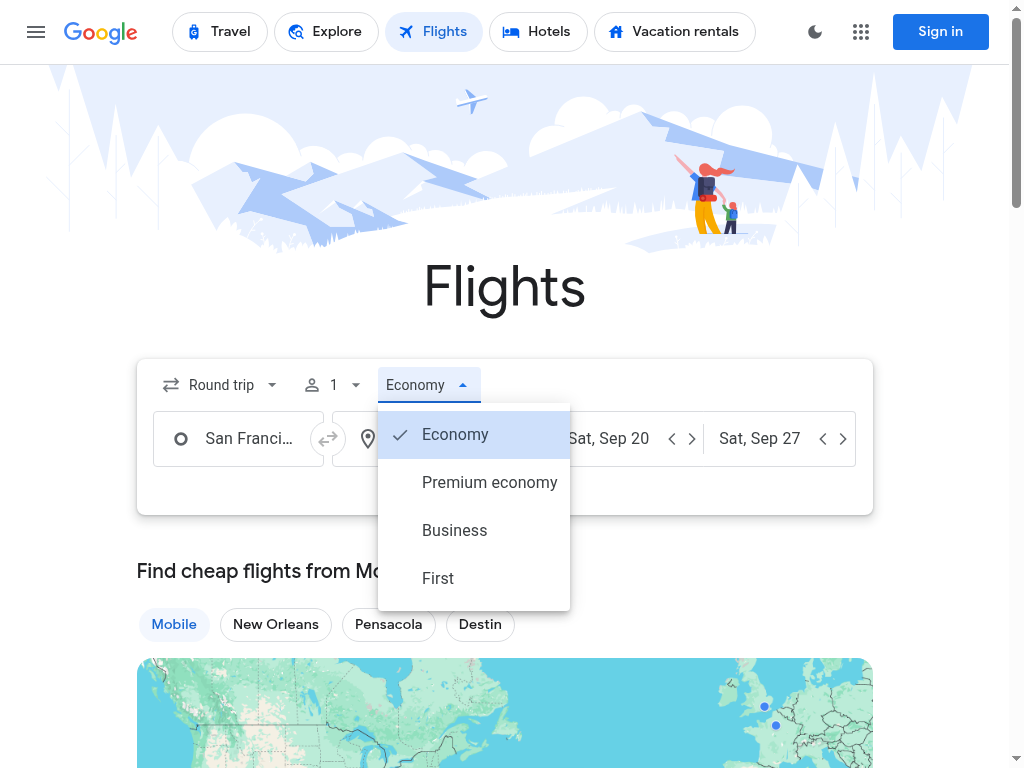 Google
Travel
Explore
Flights
Hotels
Vacation rentals
Sign in
Flights
Round trip
1
Economy
San Franci...
Sat, Sep 20
Sat, Sep 27
Economy
Premium economy
Business
First
Find cheap flights from Mo
Mobile
New Orleans
Pensacola
Destin